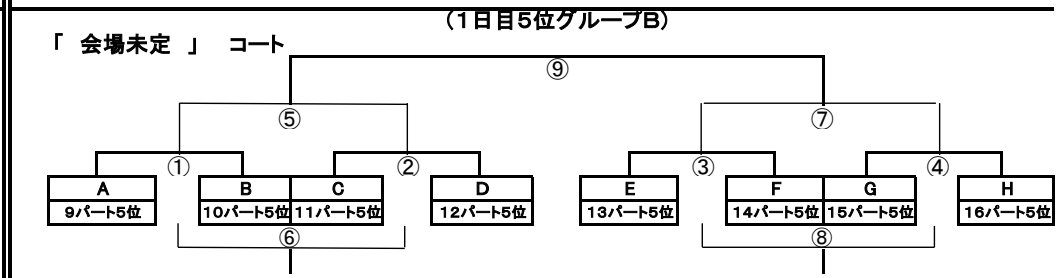 (1日目5位グループB)
「 会場未定 」 コート
⑨
⑤ ⑦
① ② ③ ④
A B C D E F G H
9パート5位 10パート5位 11パート5位 12パート5位 13パート5位 14パート5位 15パート5位 16パート5位
⑥ ⑧